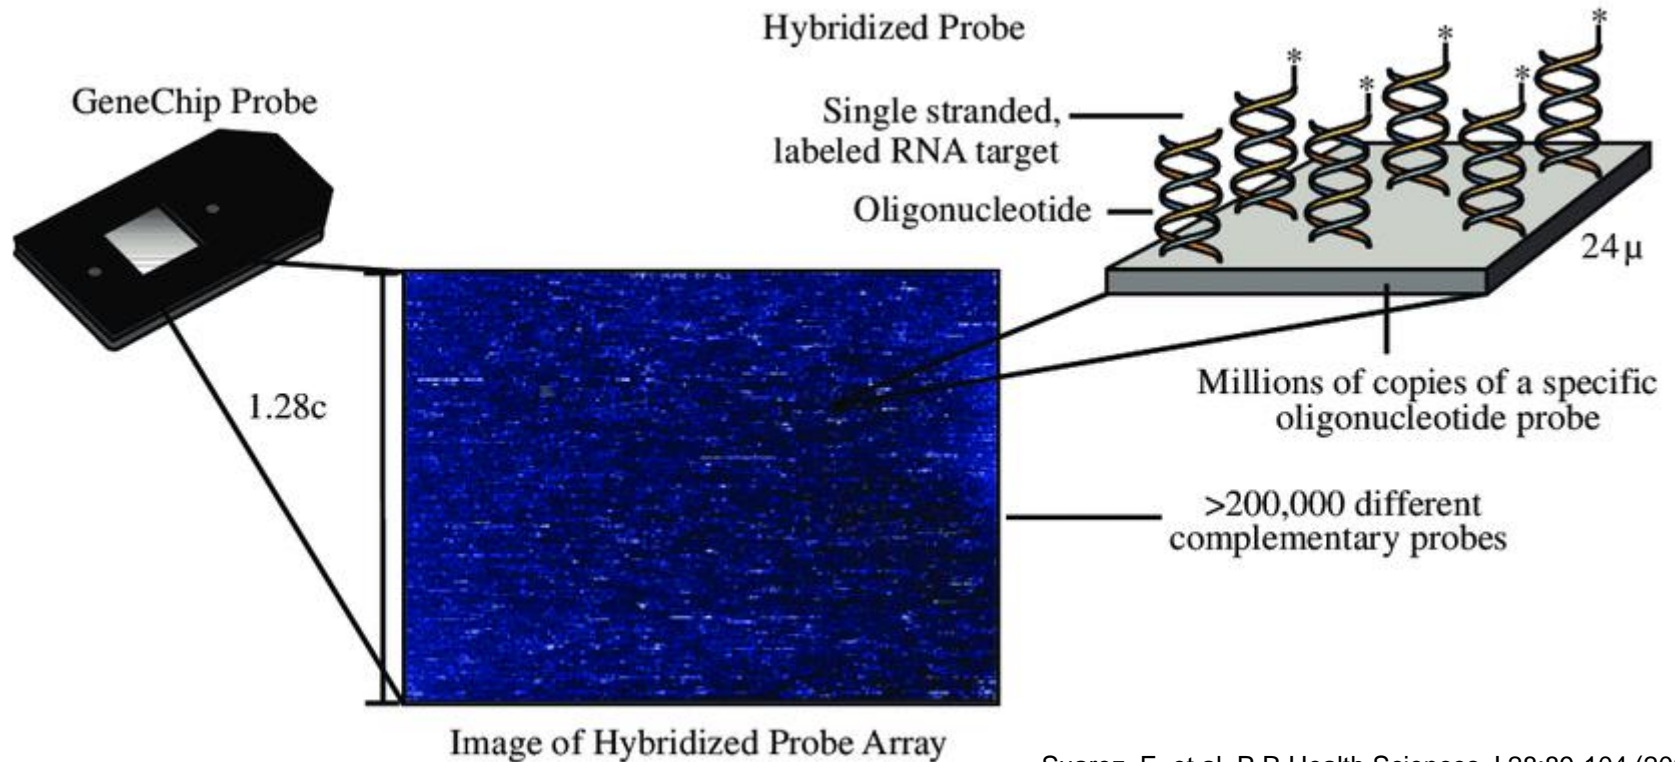 Hybridized Probe
GeneChip Probe
Single stranded,
labeled RNA target
Oligonucleotide
*
*
*
*
*
24µ
1.28c
Millions of copies of a specific
oligonucleotide probe
>200,000 different
complementary probes
Image of Hybridized Probe Array